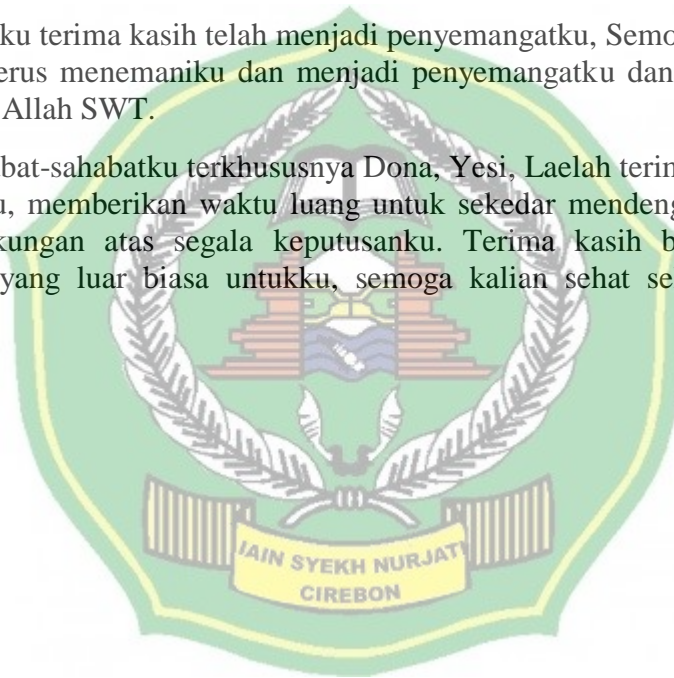 ku terima kasih telah menjadi penyemangatku, Semo
erus menemaniku dan menjadi penyemangatku dan
Allah SWT.
bat-sahabatku terkhususnya Dona, Yesi, Laelah terin
u, memberikan waktu luang untuk sekedar mendeng
kungan atas segala keputusanku. Terima kasih b
yang luar biasa untukku, semoga kalian sehat se
IAIN SYEKH NURJATI
CIREBON